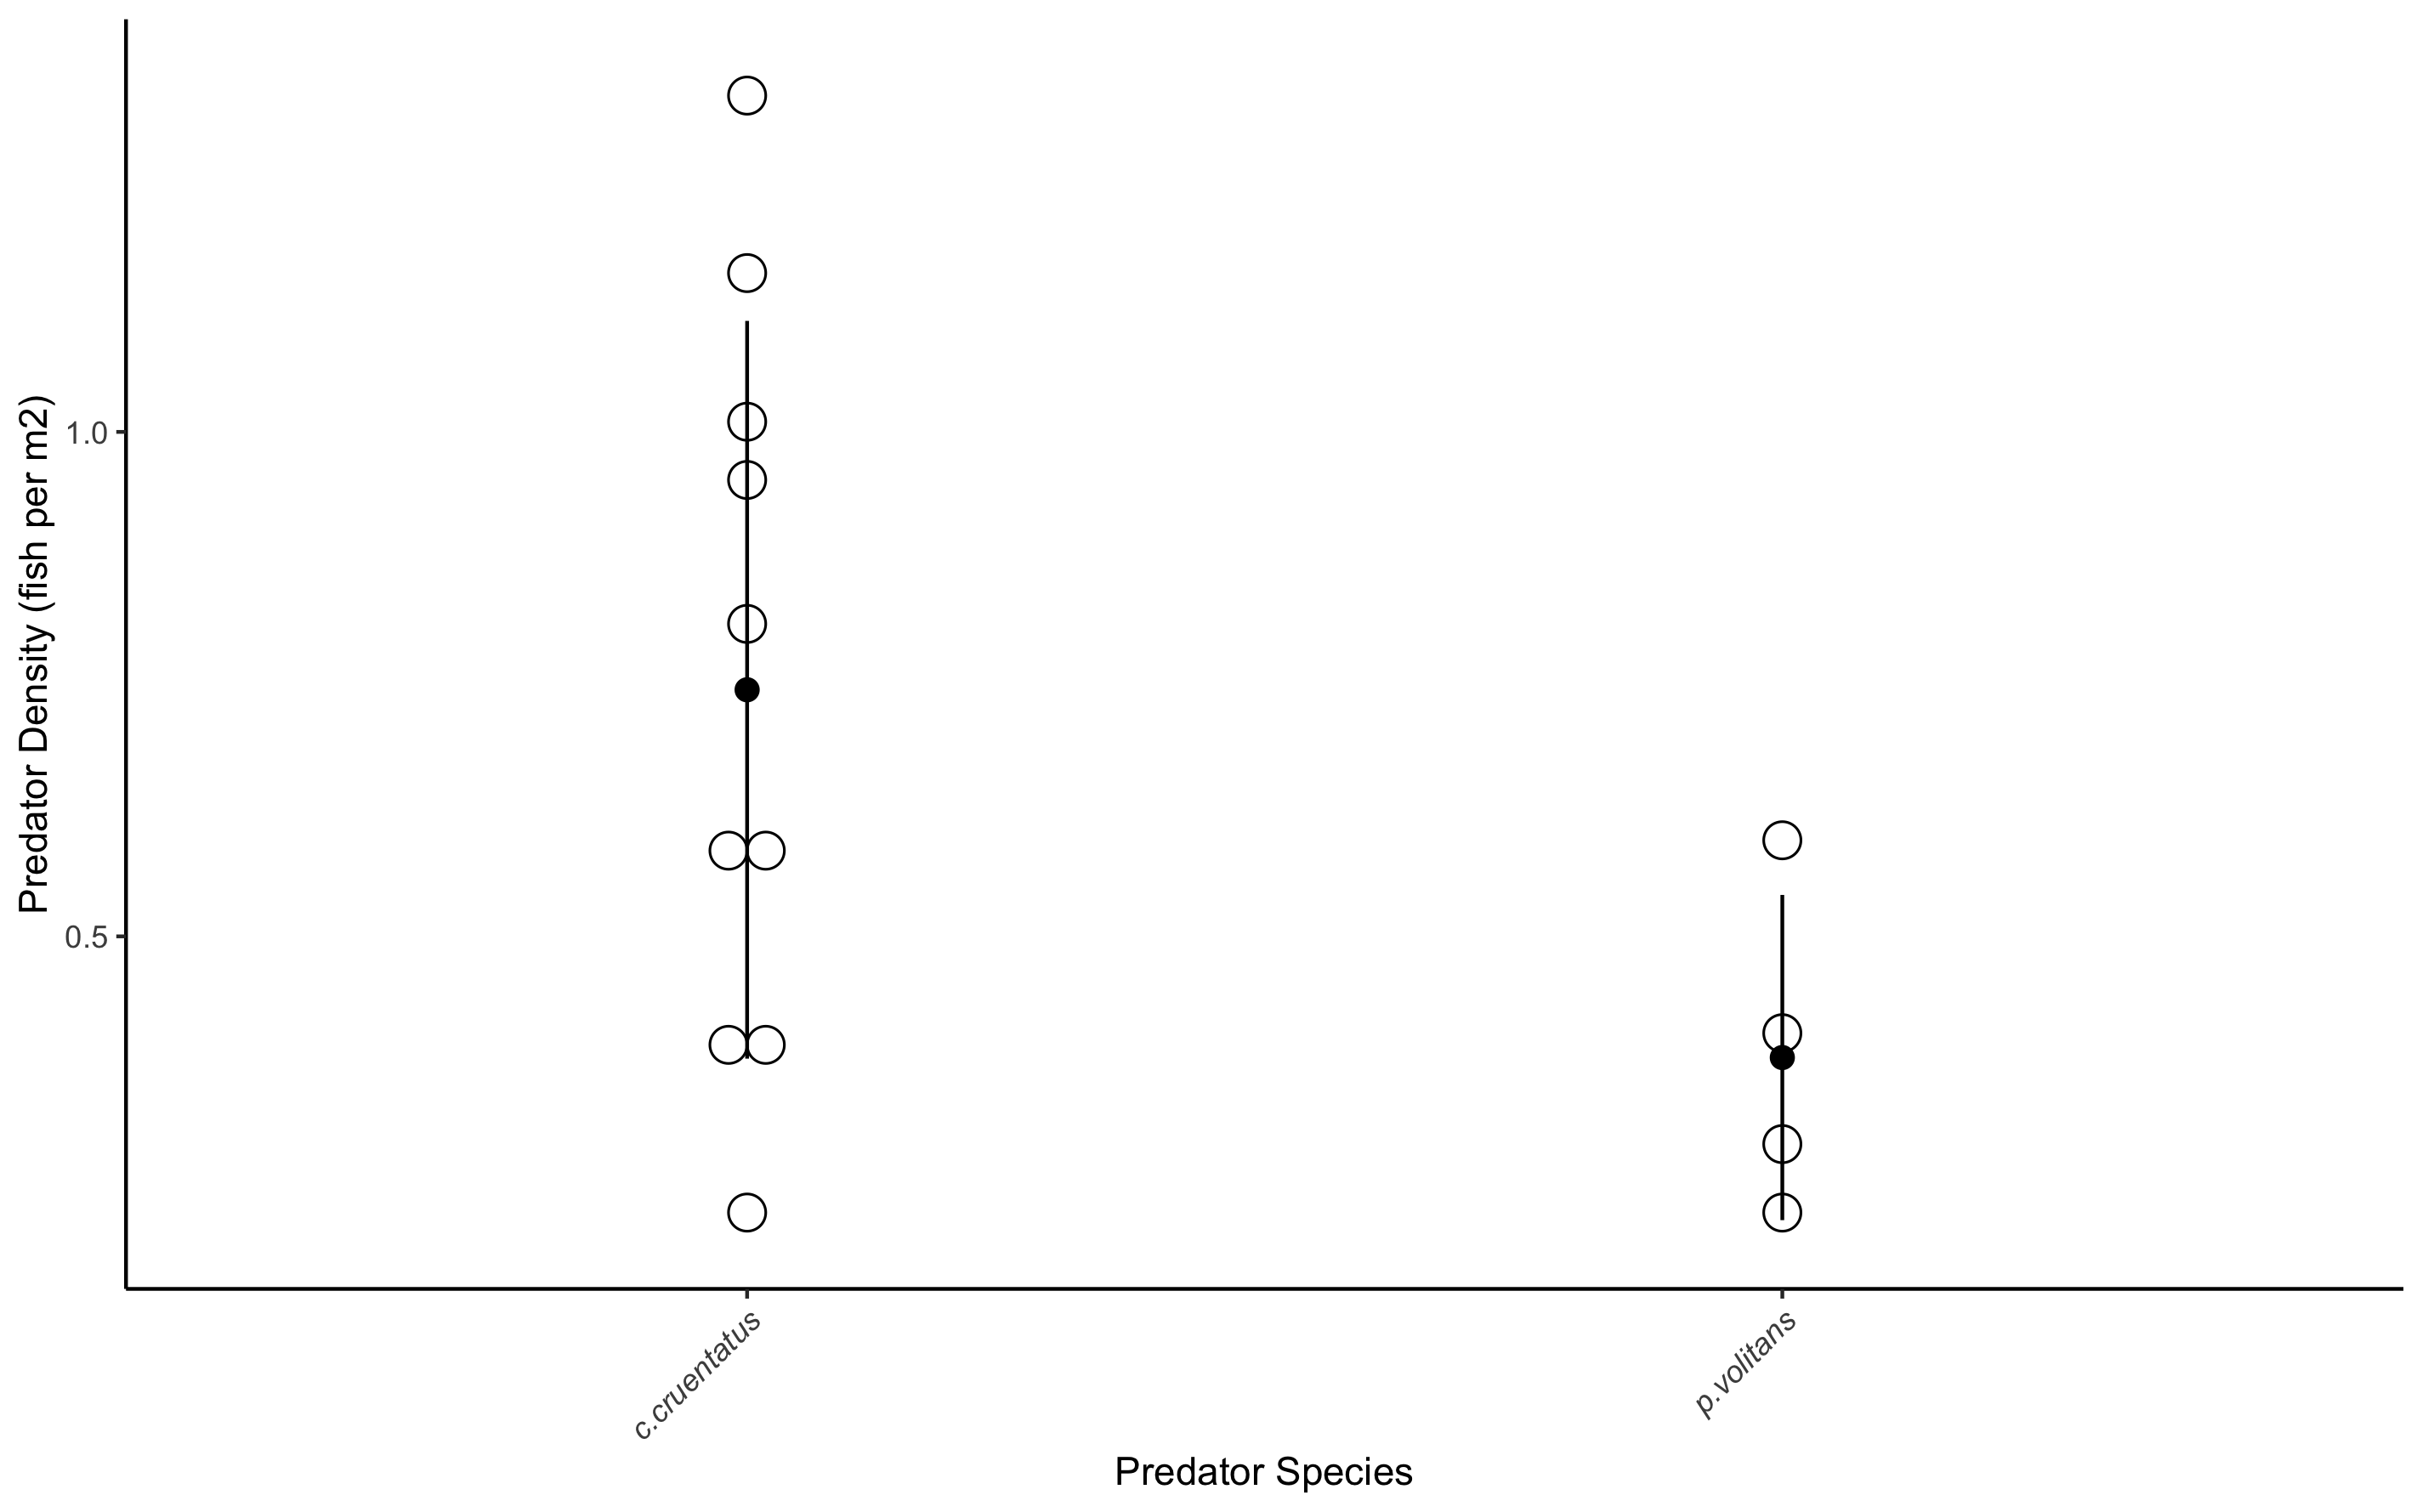 Predator Density (fish per m2)
1.0
0.5
c.cruentatus
p.volitans
Predator Species